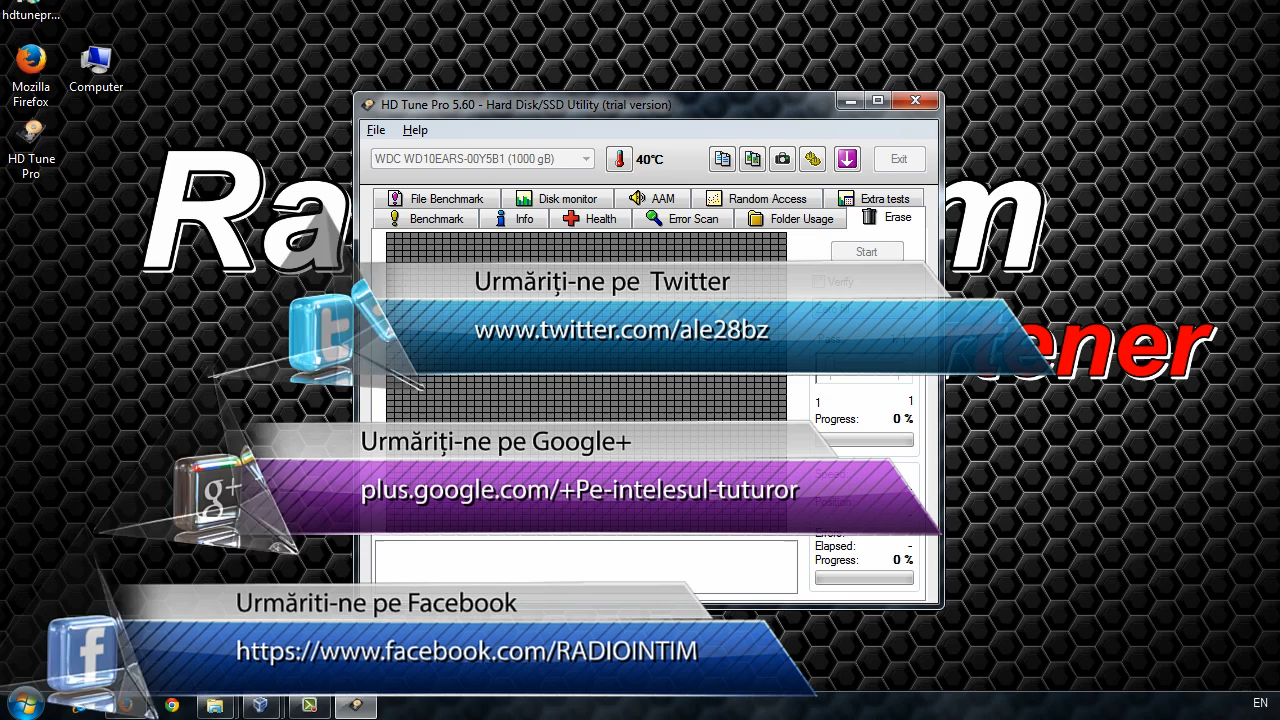 hdtunepr...
Mozilla
Firefox
Computer
HD Tune
Pro
HD Tune Pro 5.60 - Hard Disk/SSD Utility (trial version)
File Help
WDC WD10EARS-00Y5B1 (1000 gB)
40°C
Exit
File Benchmark Disk monitor AAM Random Access Extra tests
Benchmark Info Health Error Scan Folder Usage Erase
Start
Verify
Urmăriți-ne pe Twitter
www.twitter.com/ale28bz
1 1
Progress: 0 %
Urmăriți-ne pe Google+
g+
plus.google.com/+Pe-intelesul-tuturor
Position
Errors:
Elapsed: -
Progress: 0 %
Urmăriti-ne pe Facebook
https://www.facebook.com/RADIOINTIM
EN